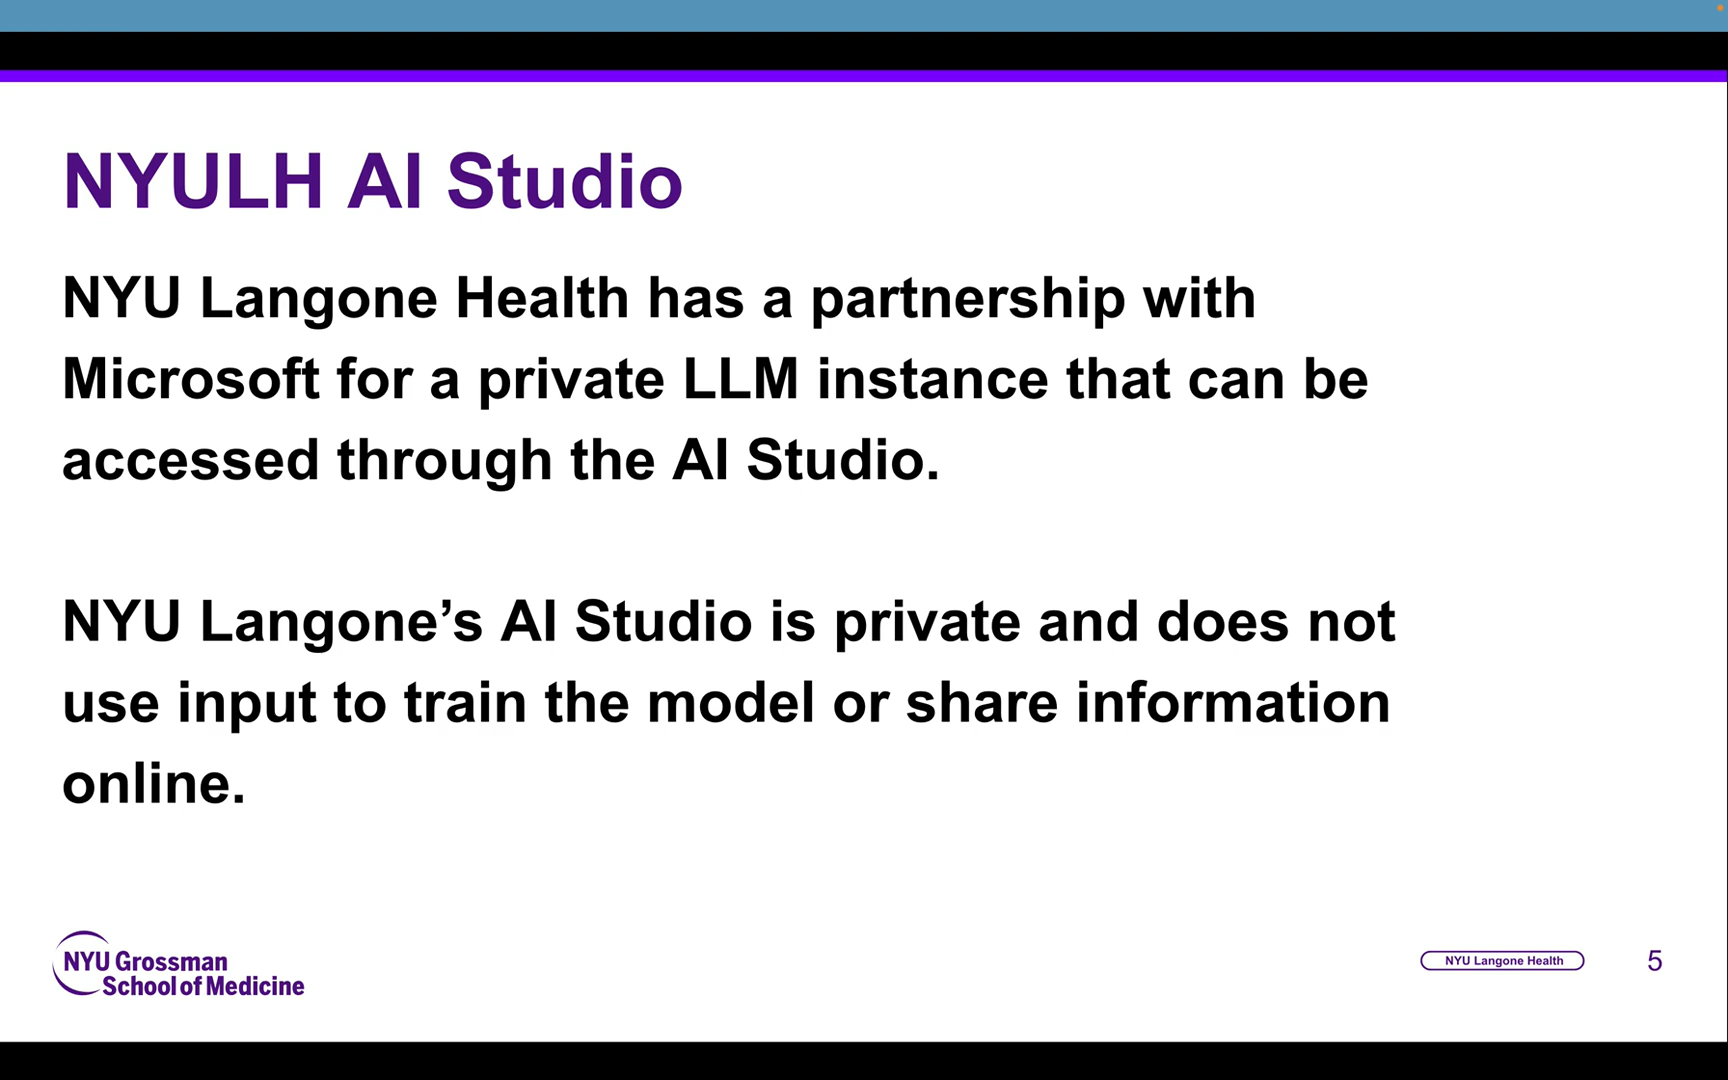 NYULH AI Studio
NYU Langone Health has a partnership with
Microsoft for a private LLM instance that can be
accessed through the AI Studio.
NYU Langone’s AI Studio is private and does not
use input to train the model or share information
online.
NYU Grossman
School of Medicine
NYU Langone Health
5